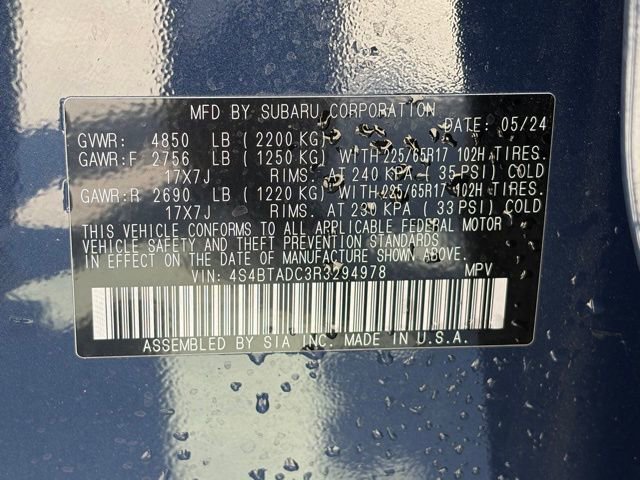 MFD BY SUBARU CORPORATION
DATE: 05/24
GVWR: 4850 LB (2200 KG)
GAWR:F 2756 LB (1250 KG) WITH 225/65R17 102H TIRES.
17X7J RIMS. AT 240 KPA ( 35 PSI) COLD
GAWR:R 2690 LB (1220 KG) WITH 225/65R17 102H TIRES.
17X7J RIMS. AT 230 KPA ( 33 PSI) COLD
THIS VEHICLE CONFORMS TO ALL APPLICABLE FEDERAL MOTOR
VEHICLE SAFETY AND THEFT PREVENTION STANDARDS
IN EFFECT ON THE DATE OF MANUFACTURE SHOWN ABOVE.
VIN: 4S4BTADC3R3294978 MPV
ASSEMBLED BY SIA INC. MADE IN U.S.A.